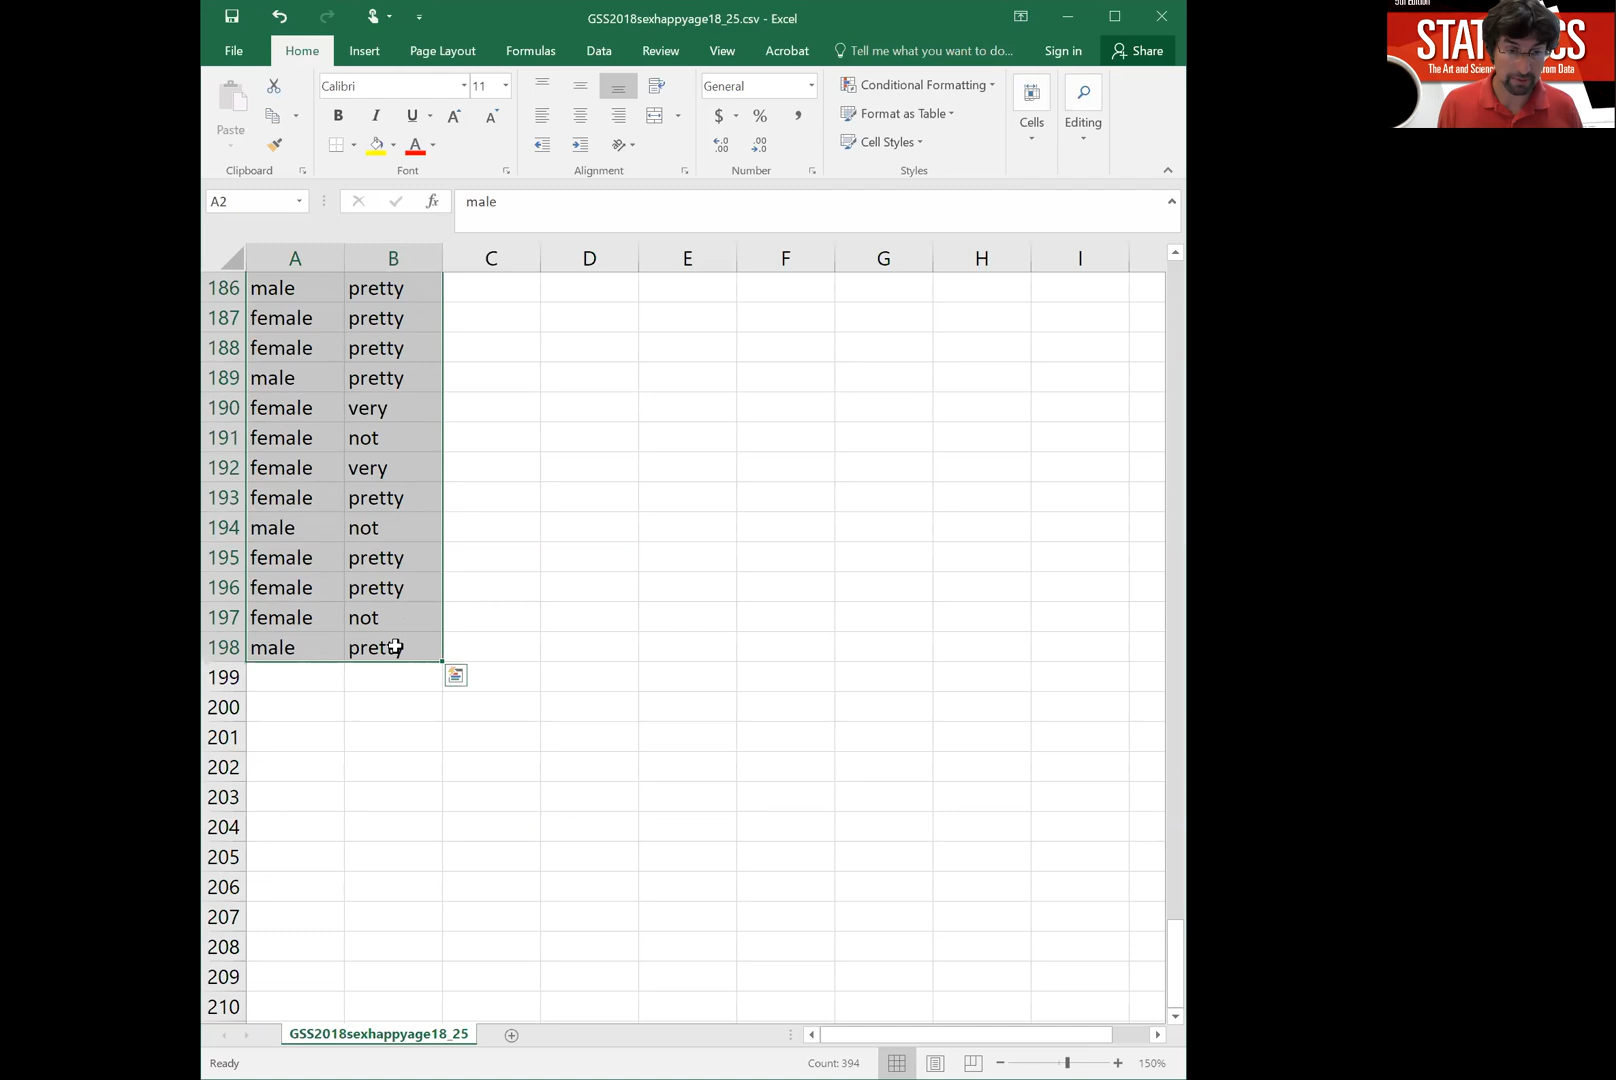 GSS2018sexhappyage18_25.csv - Excel
5th Edition
STAT CS
The Art and Scienc rom Data
File Home Insert Page Layout Formulas Data Review View Acrobat Tell me what you want to do... Sign in Share
Paste
Calibri 11
B I U A A
A
General
$ % ,
Conditional Formatting
Format as Table
Cell Styles
Cells
Editing
Clipboard Font Alignment Number Styles
A2 fx male
A B C D E F G H I
186 male pretty
187 female pretty
188 female pretty
189 male pretty
190 female very
191 female not
192 female very
193 female pretty
194 male not
195 female pretty
196 female pretty
197 female not
198 male pretty
199
200
201
202
203
204
205
206
207
208
209
210
GSS2018sexhappyage18_25
Ready Count: 394 150%